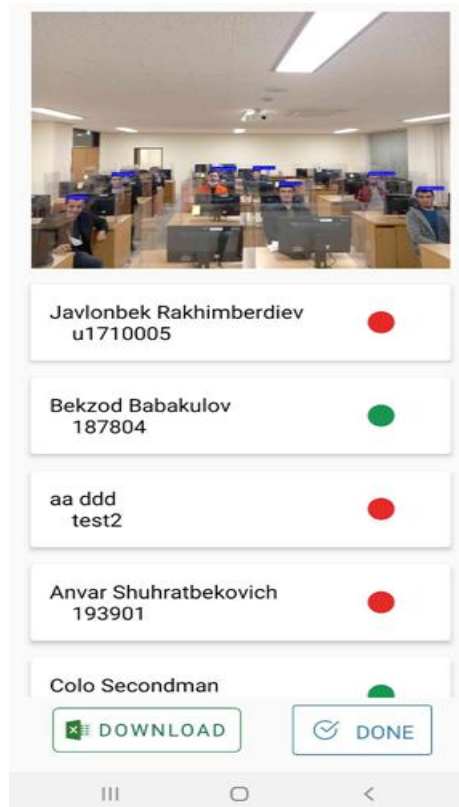 Javlonbek Rakhimberdiev
u1710005
Bekzod Babakulov
187804
aa ddd
test2
Anvar Shuhratbekovich
193901
Colo Secondman
DOWNLOAD
DONE